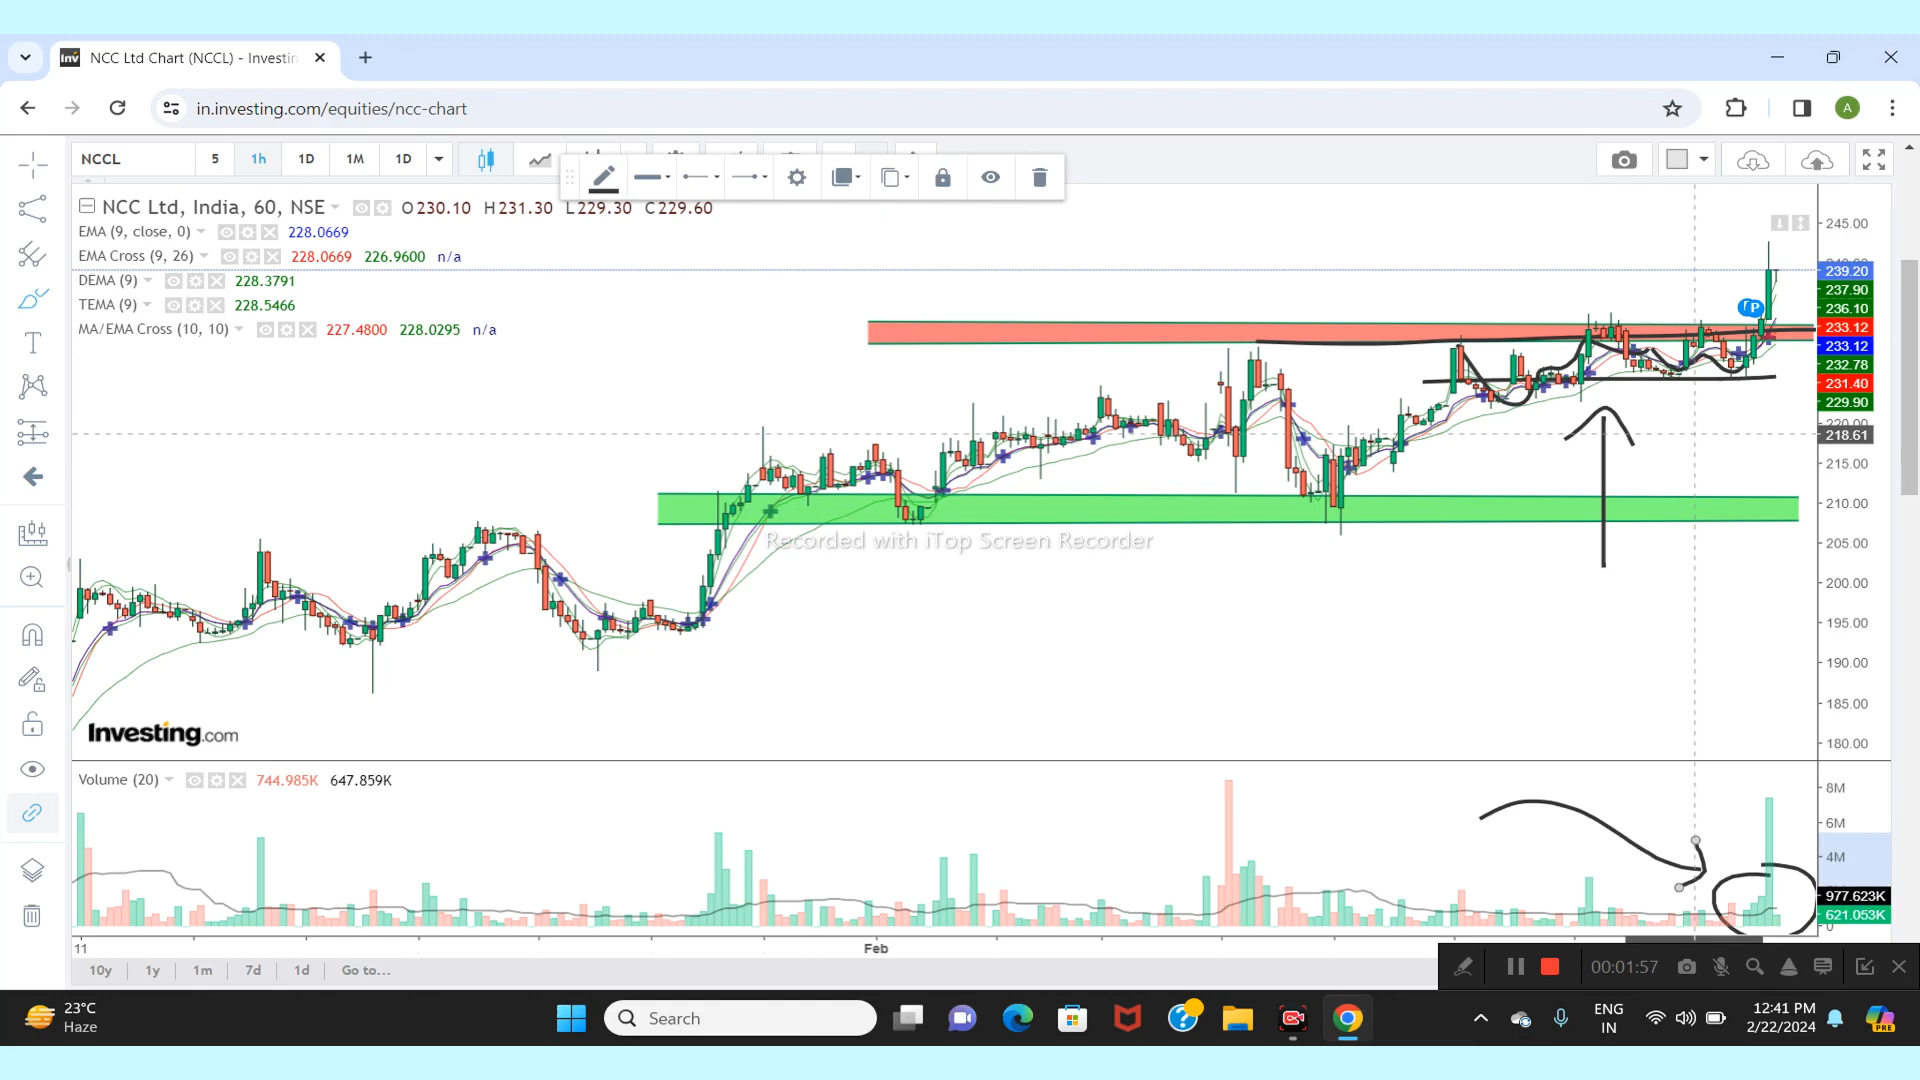 NCC Ltd Chart (NCCL) - Investin
in.investing.com/equities/ncc-chart
A
NCCL 5 1h 1D 1M 1D
NCC Ltd, India, 60, NSE O230.10 H231.30 L229.30 C229.60
EMA (9, close, 0) 228.0669
EMA Cross (9, 26) 228.0669 226.9600 n/a
DEMA (9) 228.3791
TEMA (9) 228.5466
MA/EMA Cross (10, 10) 227.4800 228.0295 n/a
245.00
239.20
237.90
236.10
233.12
233.12
232.78
231.40
229.90
218.61
215.00
210.00
205.00
200.00
195.00
190.00
185.00
180.00
P
Recorded with iTop Screen Recorder
Investing.com
Volume (20) 744.985K 647.859K
8M
6M
4M
977.623K
621.053K
0
11 Feb
10y 1y 1m 7d 1d Go to...
00:01:57
23°C
Haze
Search
ENG
IN
12:41 PM
2/22/2024
PRE